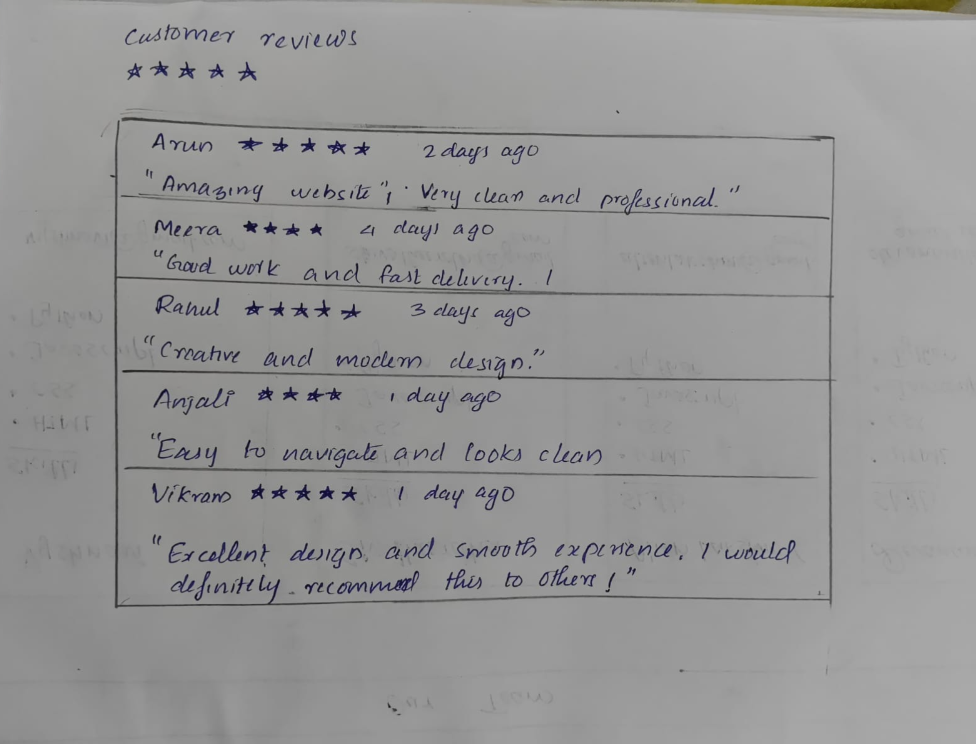 Customer reviews
★★★★★
Arun ★★★★★ 2 days ago
"Amazing website"; Very clean and professional."
Meera ★★★★ 4 days ago
"Good work and fast delivery. !
Rahul ★★★★★ 3 days ago
"Creative and modern design."
Anjali ★★★★ 1 day ago
"Easy to navigate and looks clean
Vikram ★★★★★ 1 day ago
"Excellent design and smooth experience. I would
definitely recommend this to others!"